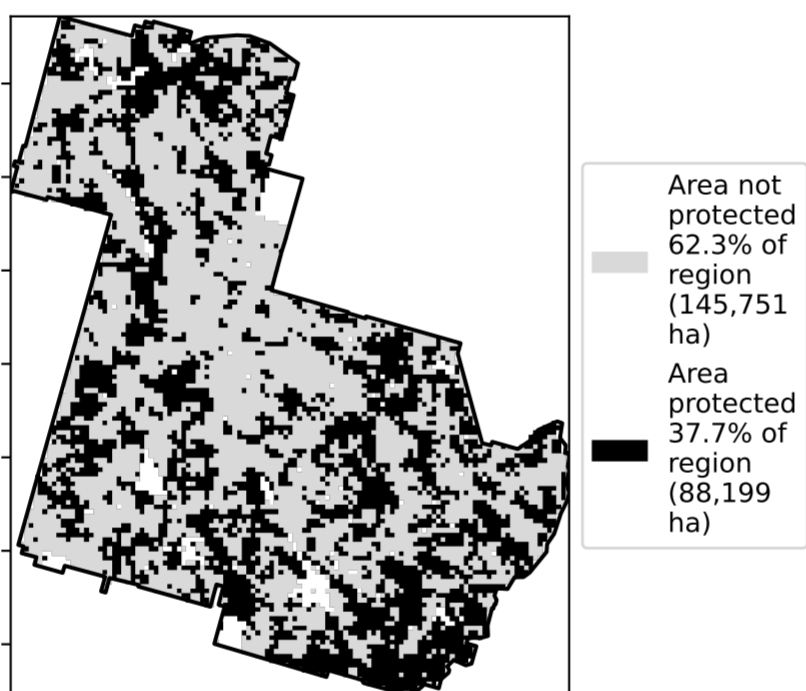 Area not
protected
62.3% of
region
(145,751
ha)
Area
protected
37.7% of
region
(88,199
ha)